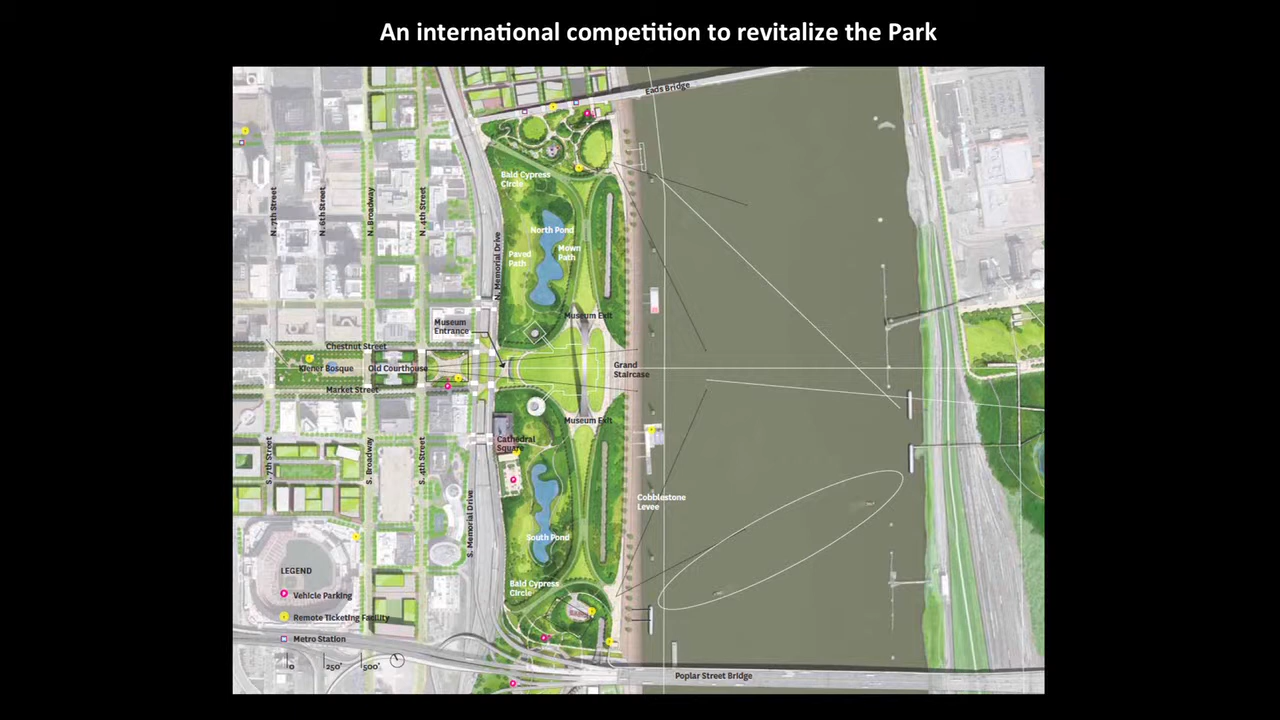 An international competition to revitalize the Park
Eads Bridge
Bald Cypress
Circle
N. 7th Street
N. 6th Street
N. Broadway
N. 4th Street
North Pond
Mown
Path
Paved
Path
N. Memorial Drive
Museum Exit
Museum
Entrance
Chestnut Street
Kiener Bosque
Old Courthouse
Grand
Staircase
Market Street
Museum Exit
Cathedral
Square
S. 7th Street
S. Broadway
S. 4th Street
Cobblestone
Levee
S. Memorial Drive
South Pond
Bald Cypress
Circle
LEGEND
P Vehicle Parking
Remote Ticketing Facility
Metro Station
0 250' 500'
Poplar Street Bridge